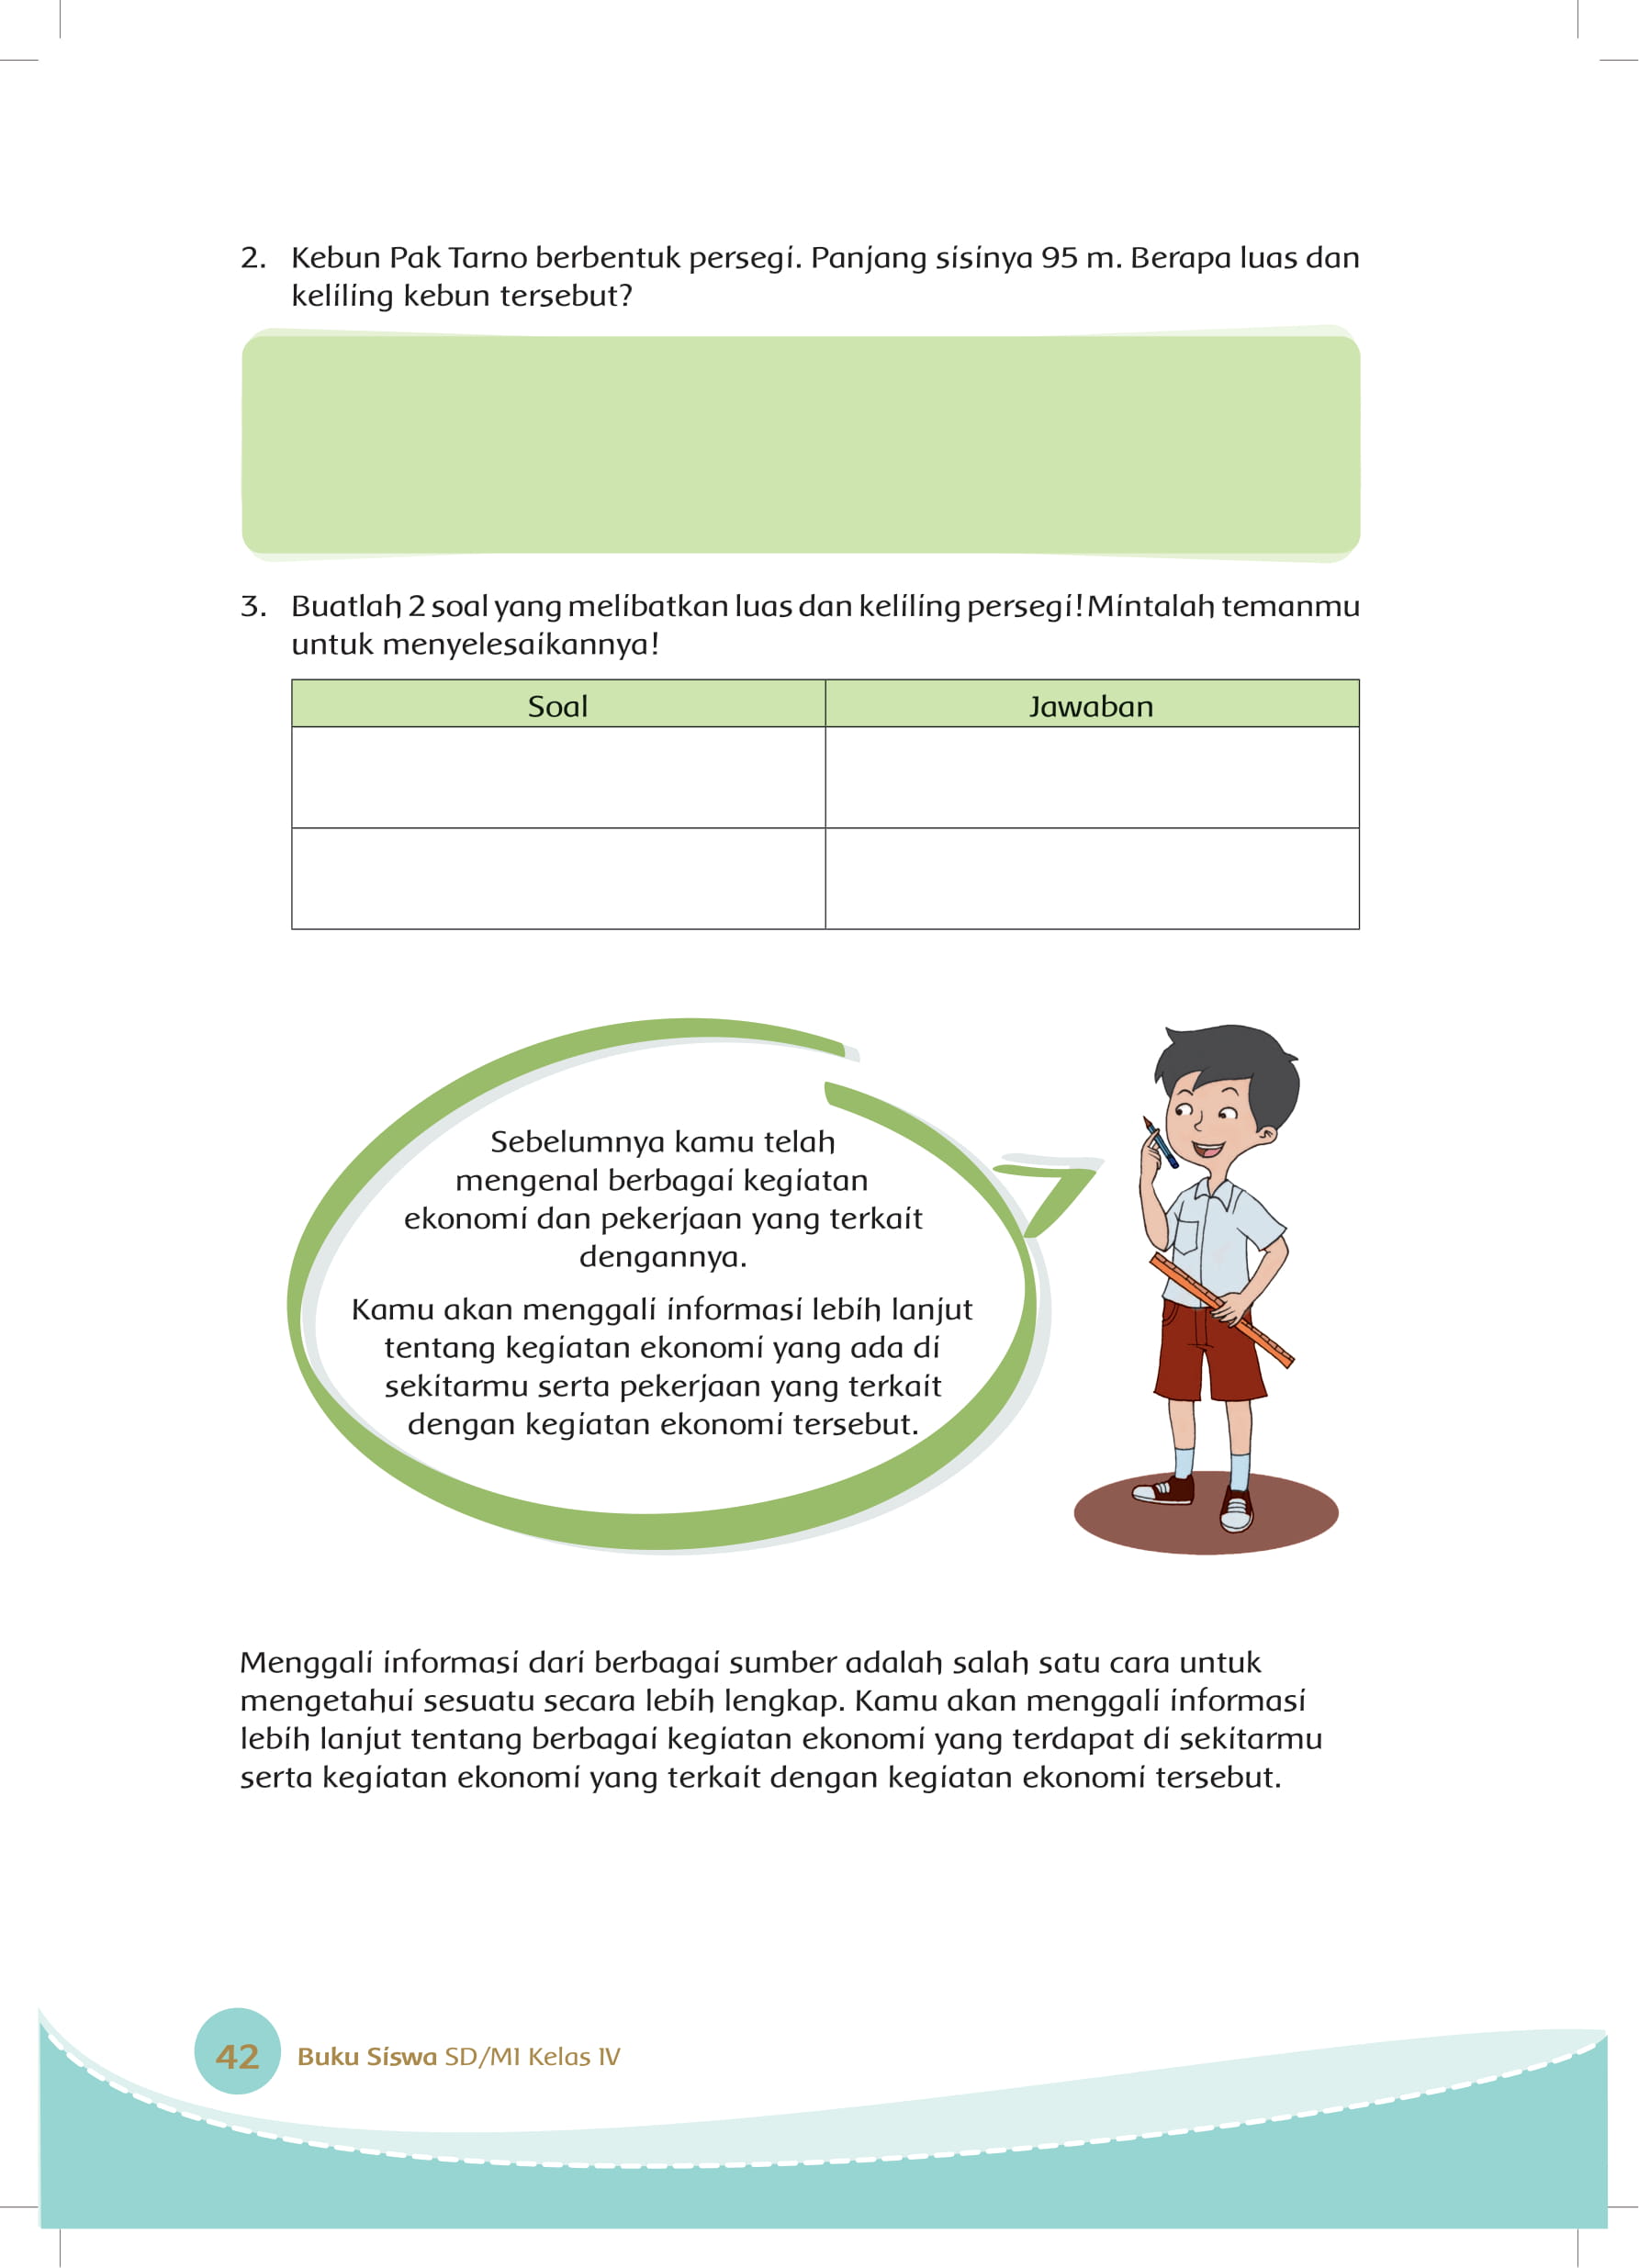 2. Kebun Pak Tarno berbentuk persegi. Panjang sisinya 95 m. Berapa luas dan
keliling kebun tersebut?
3. Buatlah 2 soal yang melibatkan luas dan keliling persegi! Mintalah temanmu
untuk menyelesaikannya!
Soal Jawaban
Sebelumnya kamu telah
mengenal berbagai kegiatan
ekonomi dan pekerjaan yang terkait
dengannya.
Kamu akan menggali informasi lebih lanjut
tentang kegiatan ekonomi yang ada di
sekitarmu serta pekerjaan yang terkait
dengan kegiatan ekonomi tersebut.
Menggali informasi dari berbagai sumber adalah salah satu cara untuk
mengetahui sesuatu secara lebih lengkap. Kamu akan menggali informasi
lebih lanjut tentang berbagai kegiatan ekonomi yang terdapat di sekitarmu
serta kegiatan ekonomi yang terkait dengan kegiatan ekonomi tersebut.
42 Buku Siswa SD/MI Kelas IV